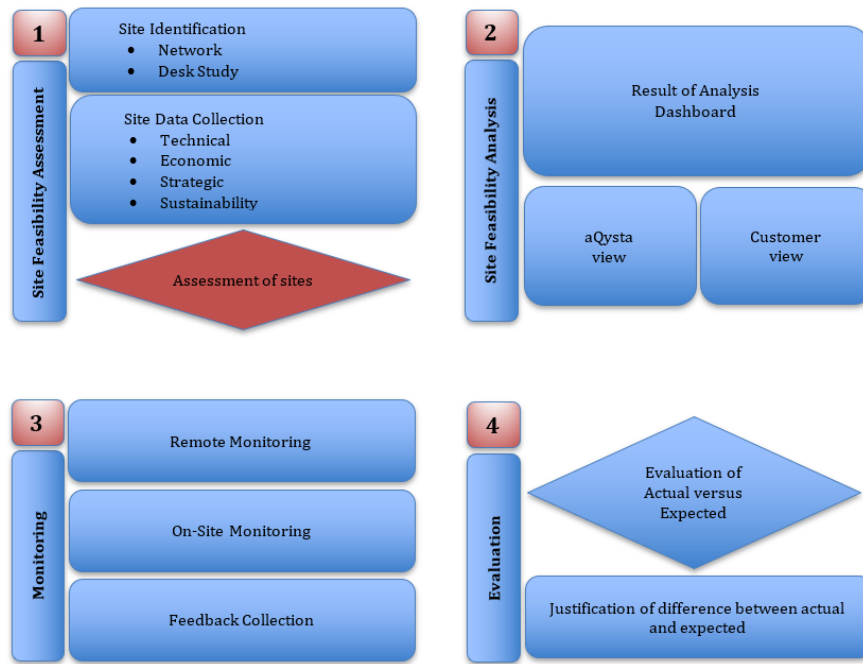 1
Site Feasibility Assessment
Site Identification
• Network
• Desk Study
Site Data Collection
• Technical
• Economic
• Strategic
• Sustainability
Assessment of sites
2
Site Feasibility Analysis
Result of Analysis
Dashboard
aQysta
view
Customer
view
3
Monitoring
Remote Monitoring
On-Site Monitoring
Feedback Collection
4
Evaluation
Evaluation of
Actual versus
Expected
Justification of difference between actual
and expected